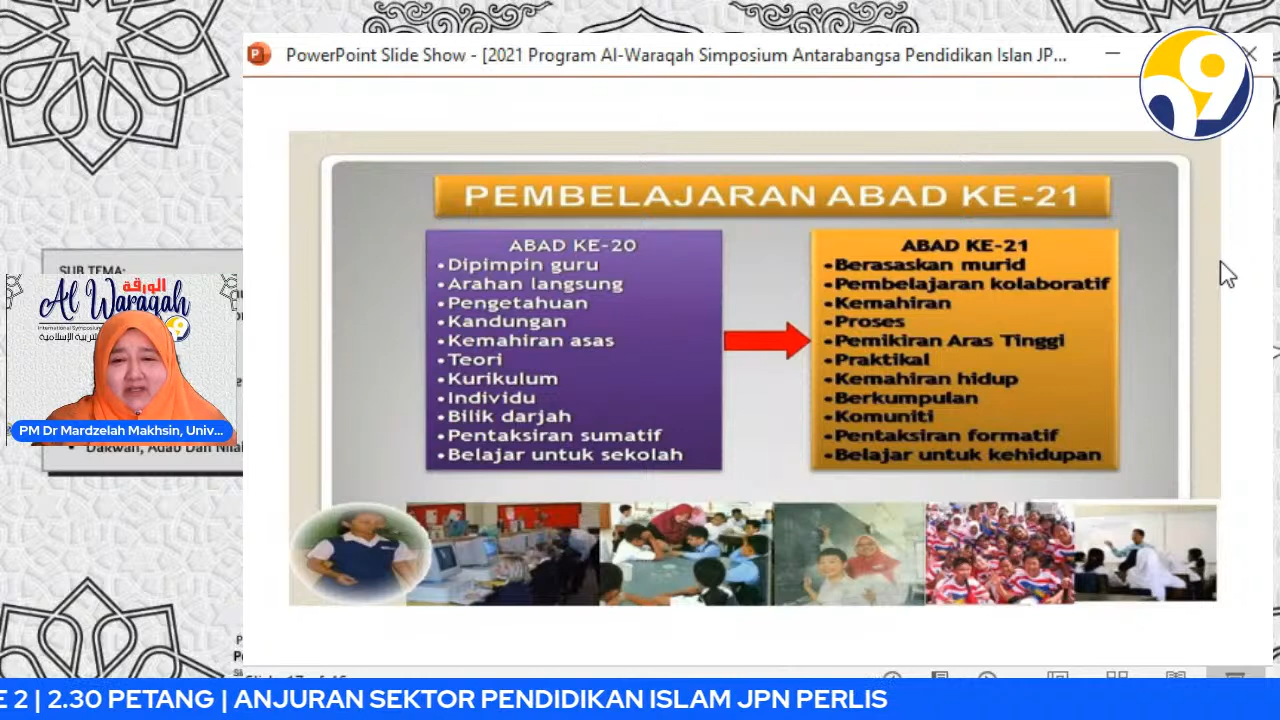 PowerPoint Slide Show - [2021 Program Al-Waraqah Simposium Antarabangsa Pendidikan Islan JP...
PEMBELAJARAN ABAD KE-21
ABAD KE-20
•Dipimpin guru
•Arahan langsung
•Pengetahuan
•Kandungan
•Kemahiran asas
•Teori
•Kurikulum
•Individu
•Bilik darjah
•Pentaksiran sumatif
•Belajar untuk sekolah
ABAD KE-21
•Berasaskan murid
•Pembelajaran kolaboratif
•Kemahiran
•Proses
•Pemikiran Aras Tinggi
•Praktikal
•Kemahiran hidup
•Berkumpulan
•Komuniti
•Pentaksiran formatif
•Belajar untuk kehidupan
SUB TEMA:
الورقة
Al Waraqah
PM Dr Mardzelah Makhsin, Univ...
• Dakwah, Adab Dan Nilai
E 2 | 2.30 PETANG | ANJURAN SEKTOR PENDIDIKAN ISLAM JPN PERLIS